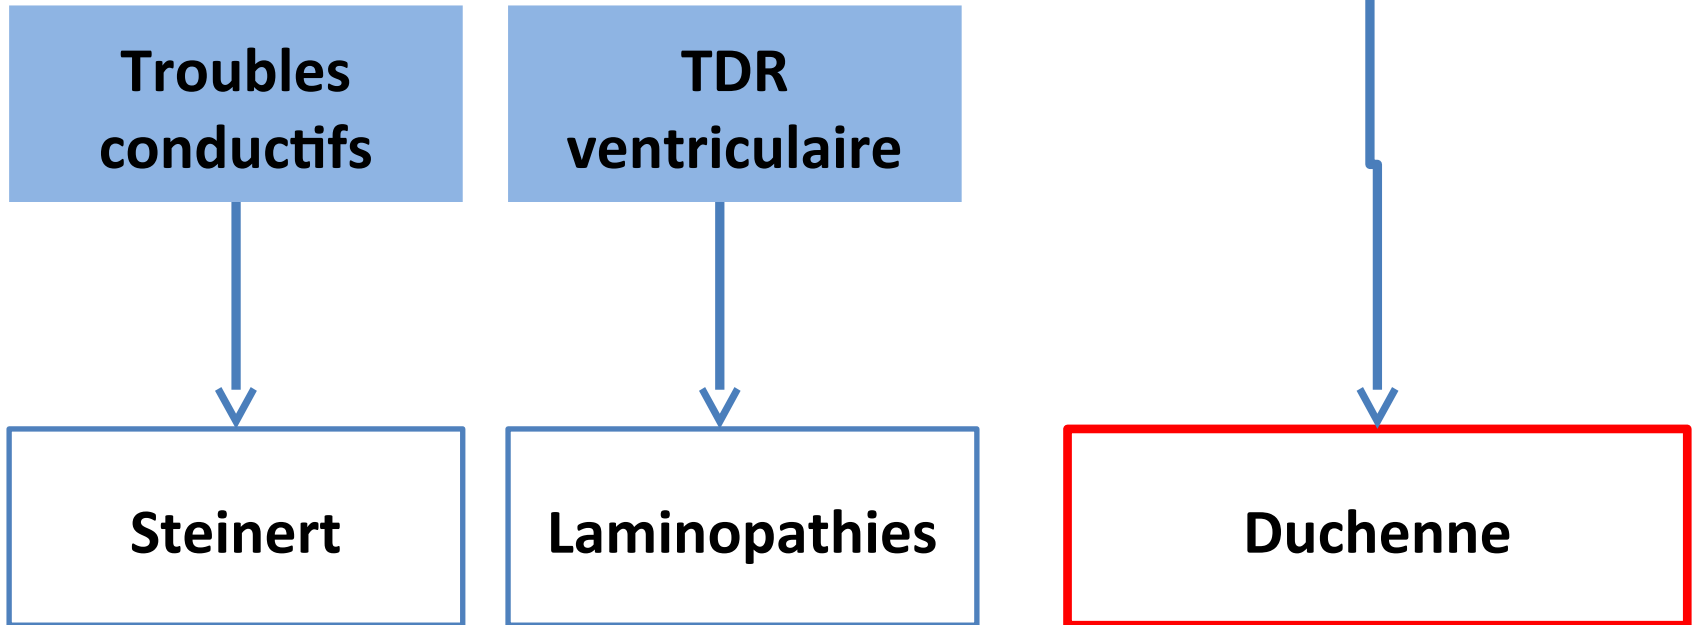 Troubles
conductifs
TDR
ventriculaire
Steinert
Laminopathies
Duchenne